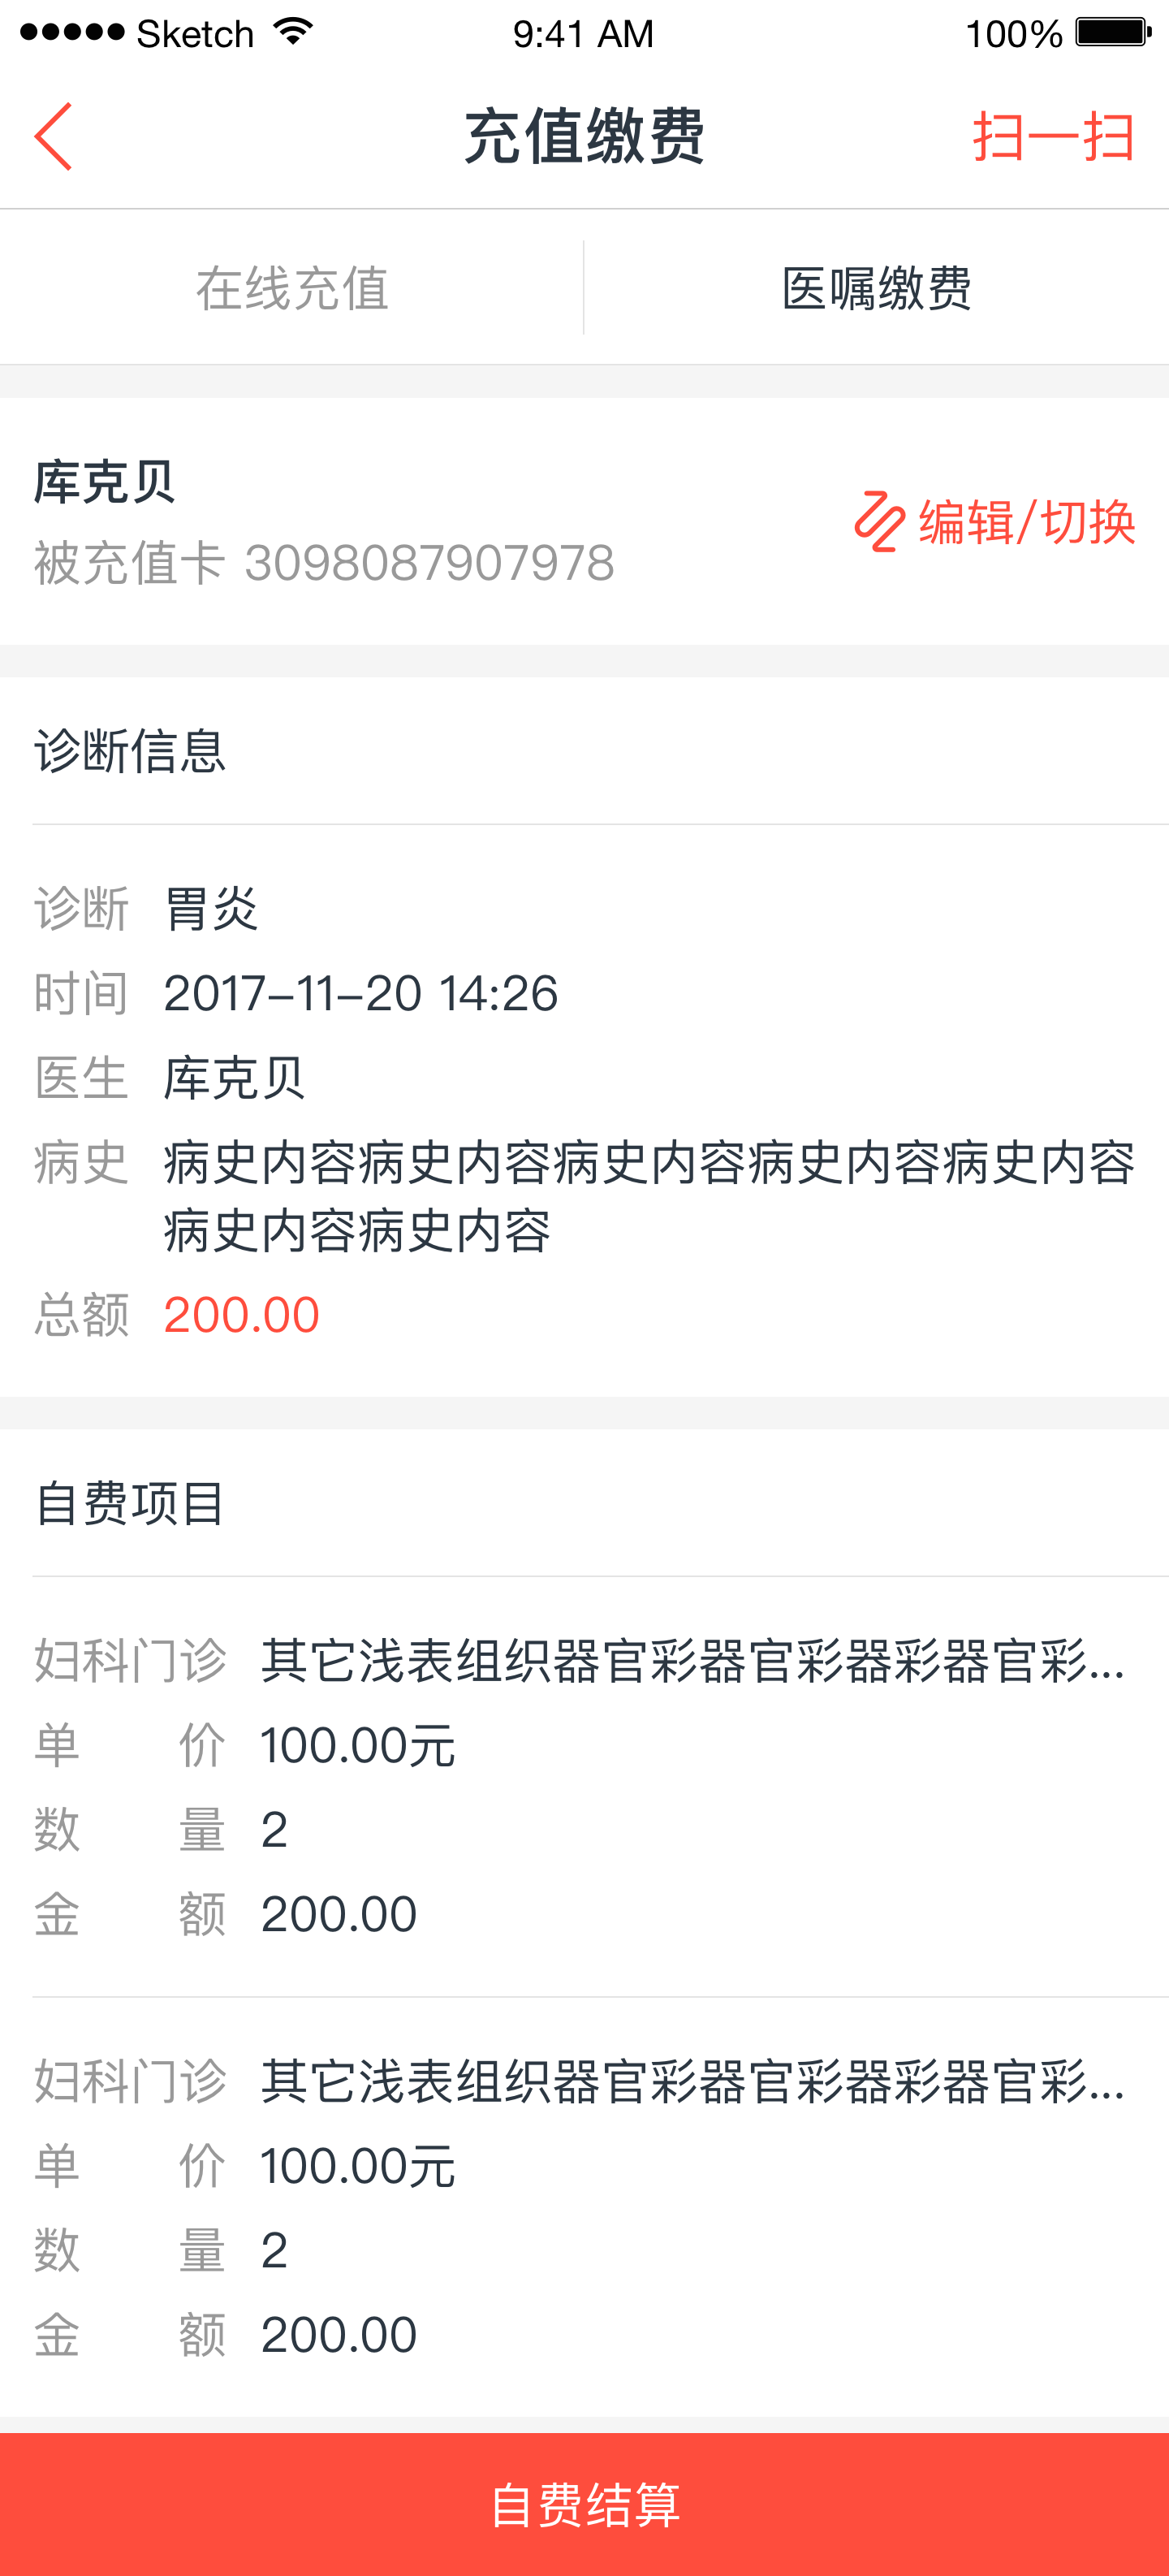 Sketch 9:41 AM 100%
充值缴费 扫一扫
在线充值 医嘱缴费
库克贝
编辑/切换
被充值卡 3098087907978
诊断信息
诊断 胃炎
时间 2017-11-20 14:26
医生 库克贝
病史 病史内容病史内容病史内容病史内容病史内容
病史内容病史内容
总额 200.00
自费项目
妇科门诊 其它浅表组织器官彩器官彩器彩器官彩...
单 价 100.00元
数 量 2
金 额 200.00
妇科门诊 其它浅表组织器官彩器官彩器彩器官彩...
单 价 100.00元
数 量 2
金 额 200.00
自费结算